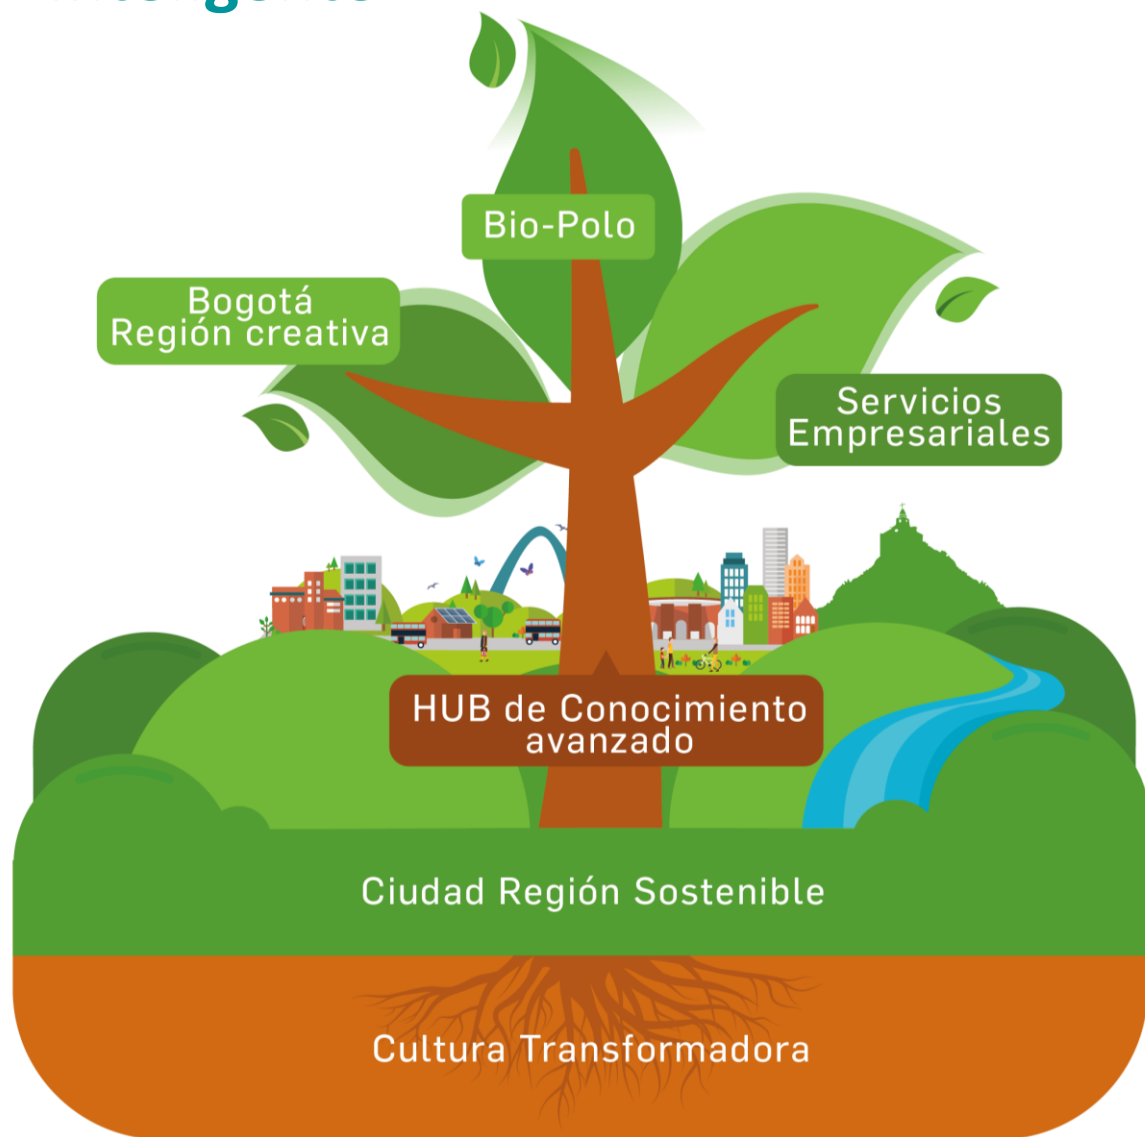 Bio-Polo
Bogotá
Región creativa
Servicios
Empresariales
HUB de Conocimiento
avanzado
Ciudad Región Sostenible
Cultura Transformadora